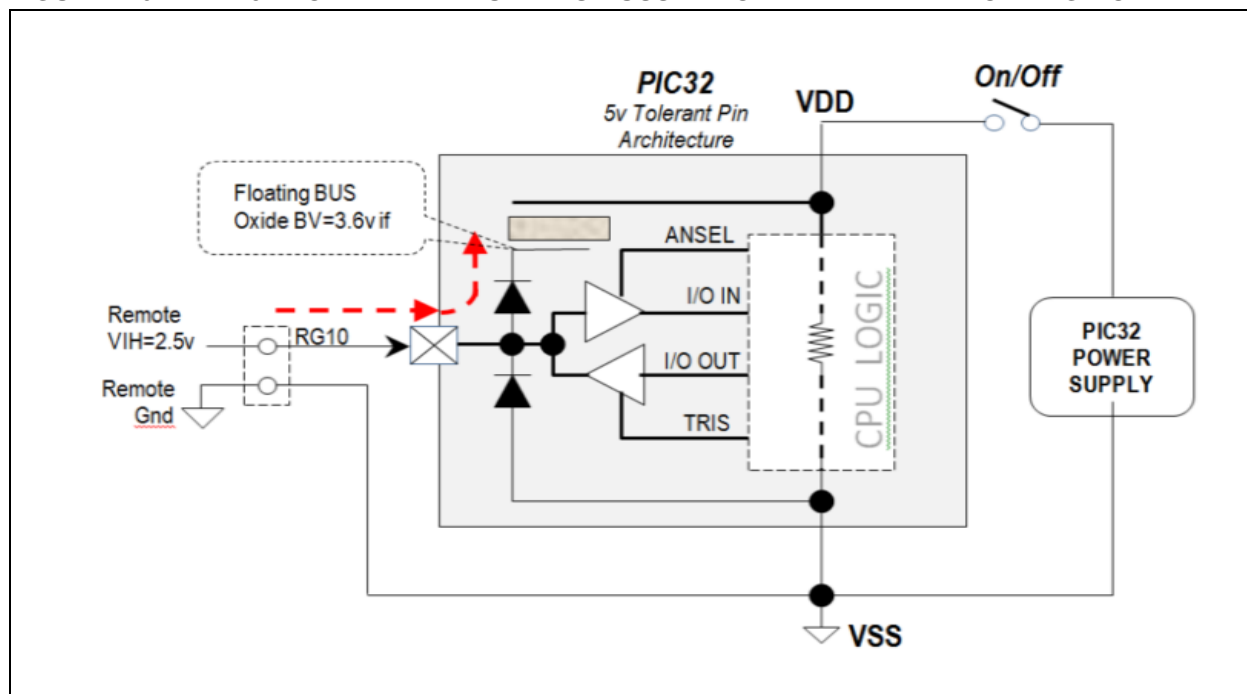 PIC32
5v Tolerant Pin
Architecture
VDD
On/Off
Floating BUS
Oxide BV=3.6v if
ANSEL
I/O IN
Remote
VIH=2.5v
RG10
I/O OUT
Remote
Gnd
TRIS
CPU LOGIC
PIC32
POWER
SUPPLY
VSS